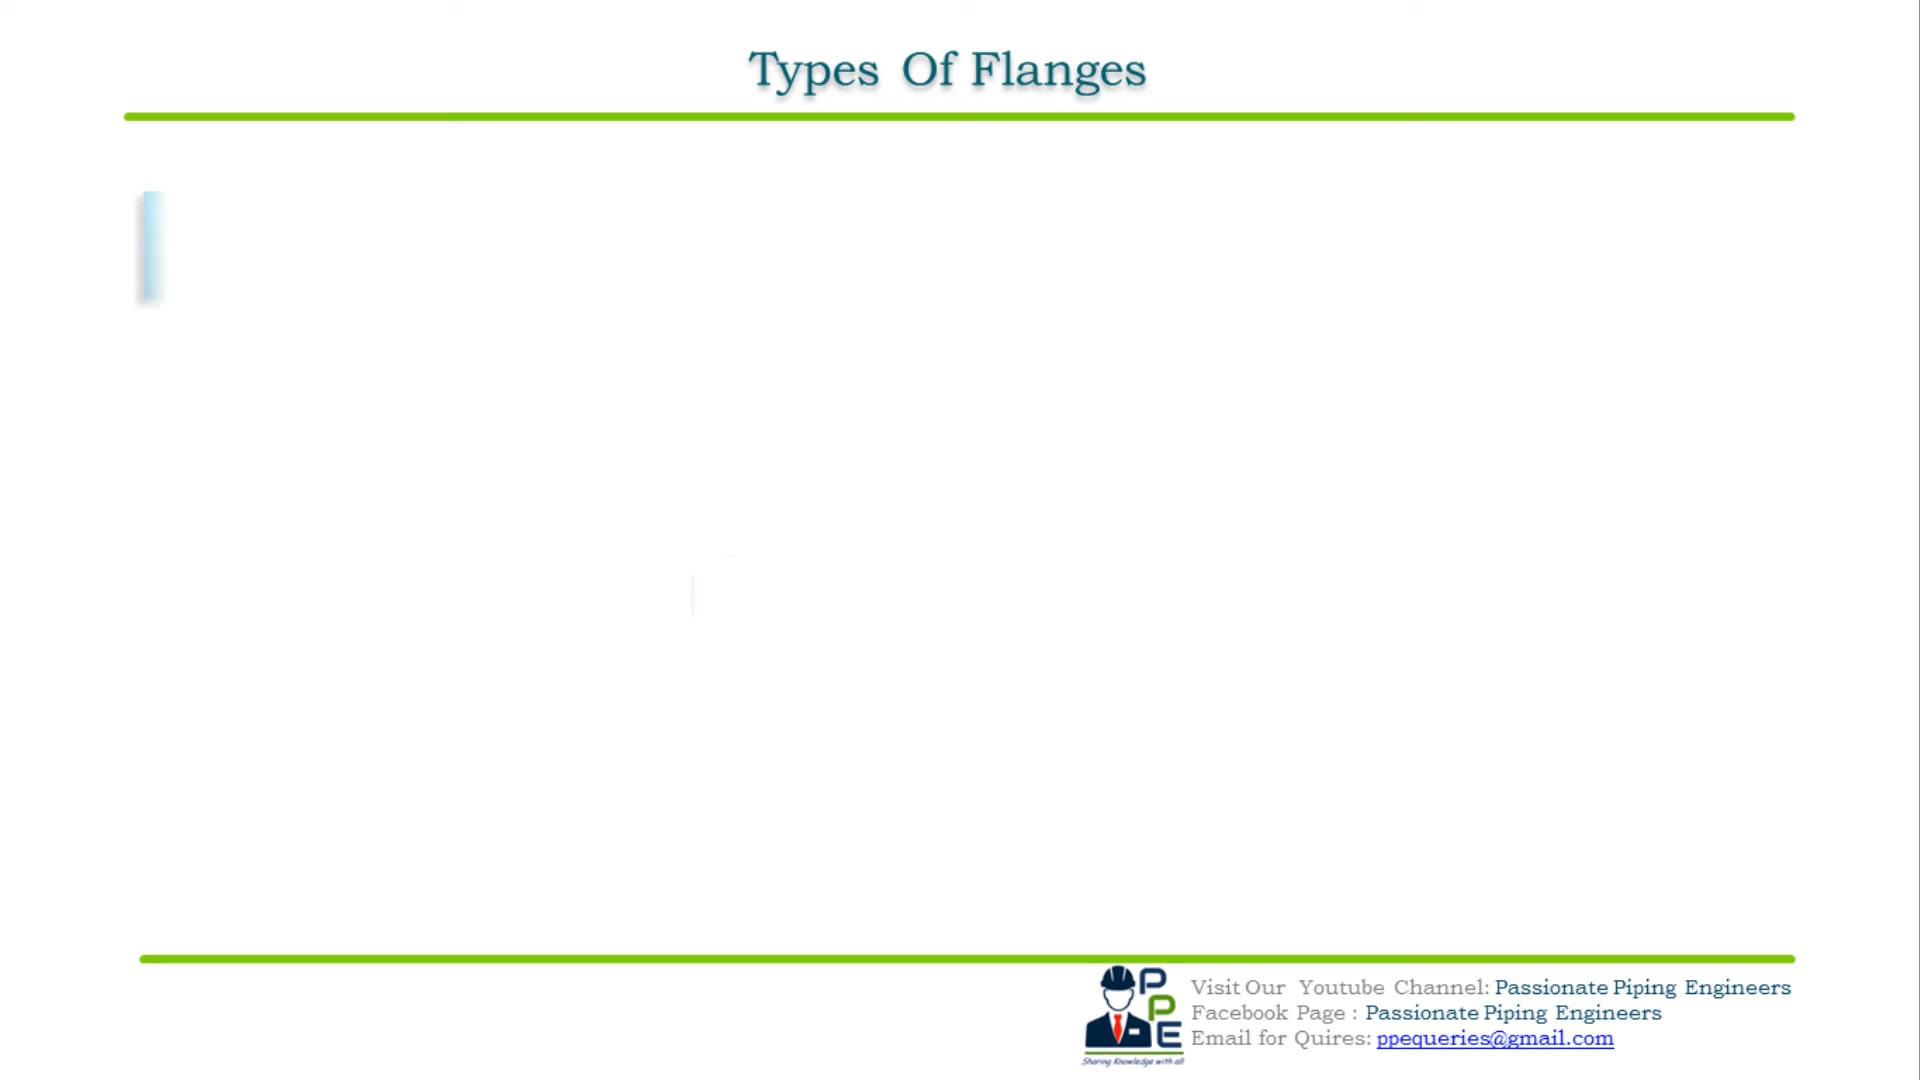 Types Of Flanges
PPE
Sharing Knowledge with all
Visit Our Youtube Channel: Passionate Piping Engineers
Facebook Page : Passionate Piping Engineers
Email for Quires: ppequeries@gmail.com